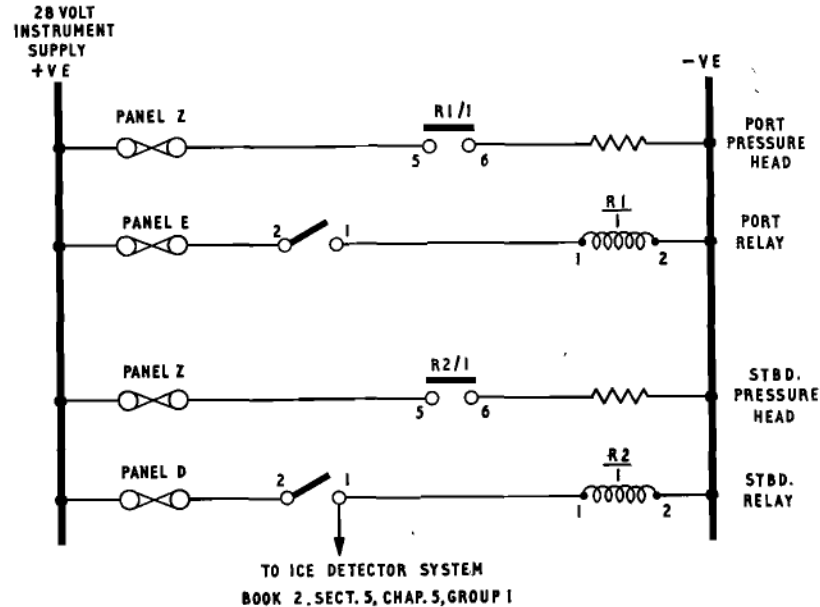 28 VOLT
INSTRUMENT
SUPPLY
+VE
-VE
PANEL Z
R1/1
5
6
PORT
PRESSURE
HEAD
PANEL E
2
1
R1
1
1
2
PORT
RELAY
PANEL Z
R2/1
5
6
STBD.
PRESSURE
HEAD
PANEL D
2
1
R2
1
1
2
STBD.
RELAY
TO ICE DETECTOR SYSTEM
BOOK 2, SECT. 5, CHAP. 5, GROUP 1